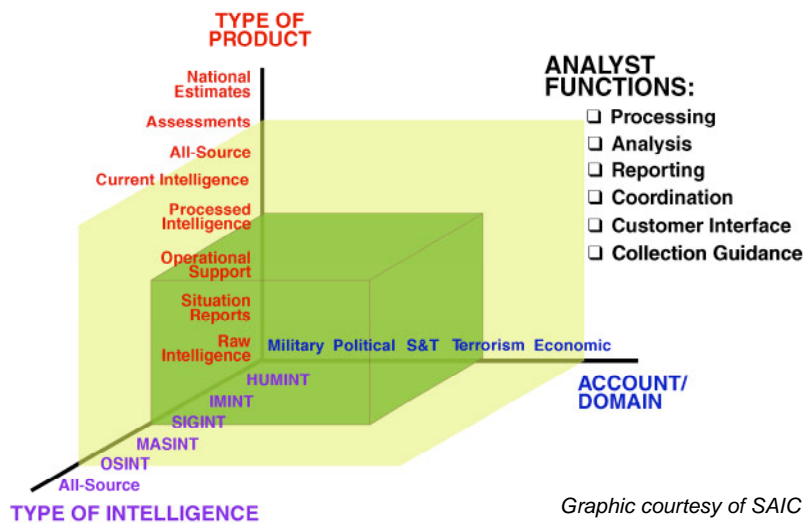 TYPE OF
PRODUCT
National
Estimates
Assessments
All-Source
Current Intelligence
Processed
Intelligence
Operational
Support
Situation
Reports
Raw
Intelligence
Military Political S&T Terrorism Economic
ACCOUNT/
DOMAIN
HUMINT
IMINT
SIGINT
MASINT
OSINT
All-Source
TYPE OF INTELLIGENCE
ANALYST
FUNCTIONS:
❑ Processing
❑ Analysis
❑ Reporting
❑ Coordination
❑ Customer Interface
❑ Collection Guidance
Graphic courtesy of SAIC